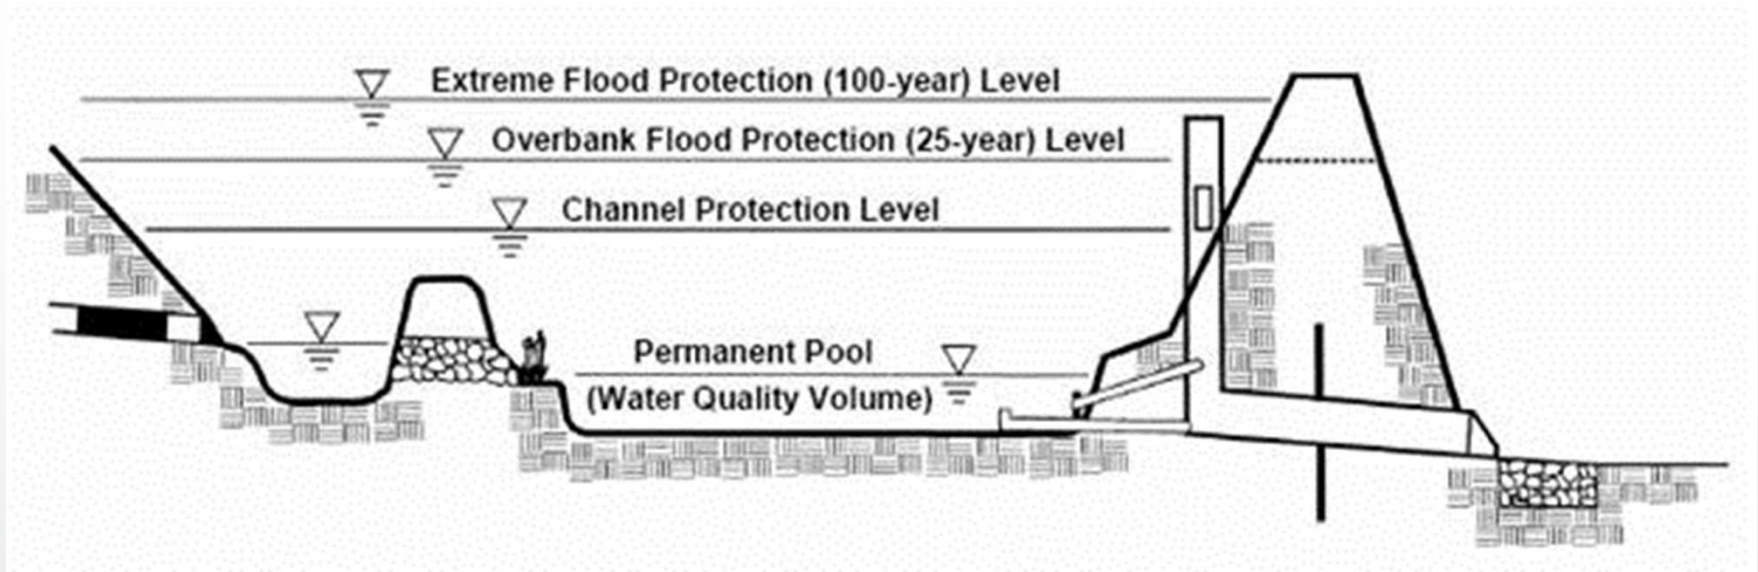 Extreme Flood Protection (100-year) Level
Overbank Flood Protection (25-year) Level
Channel Protection Level
Permanent Pool
(Water Quality Volume)